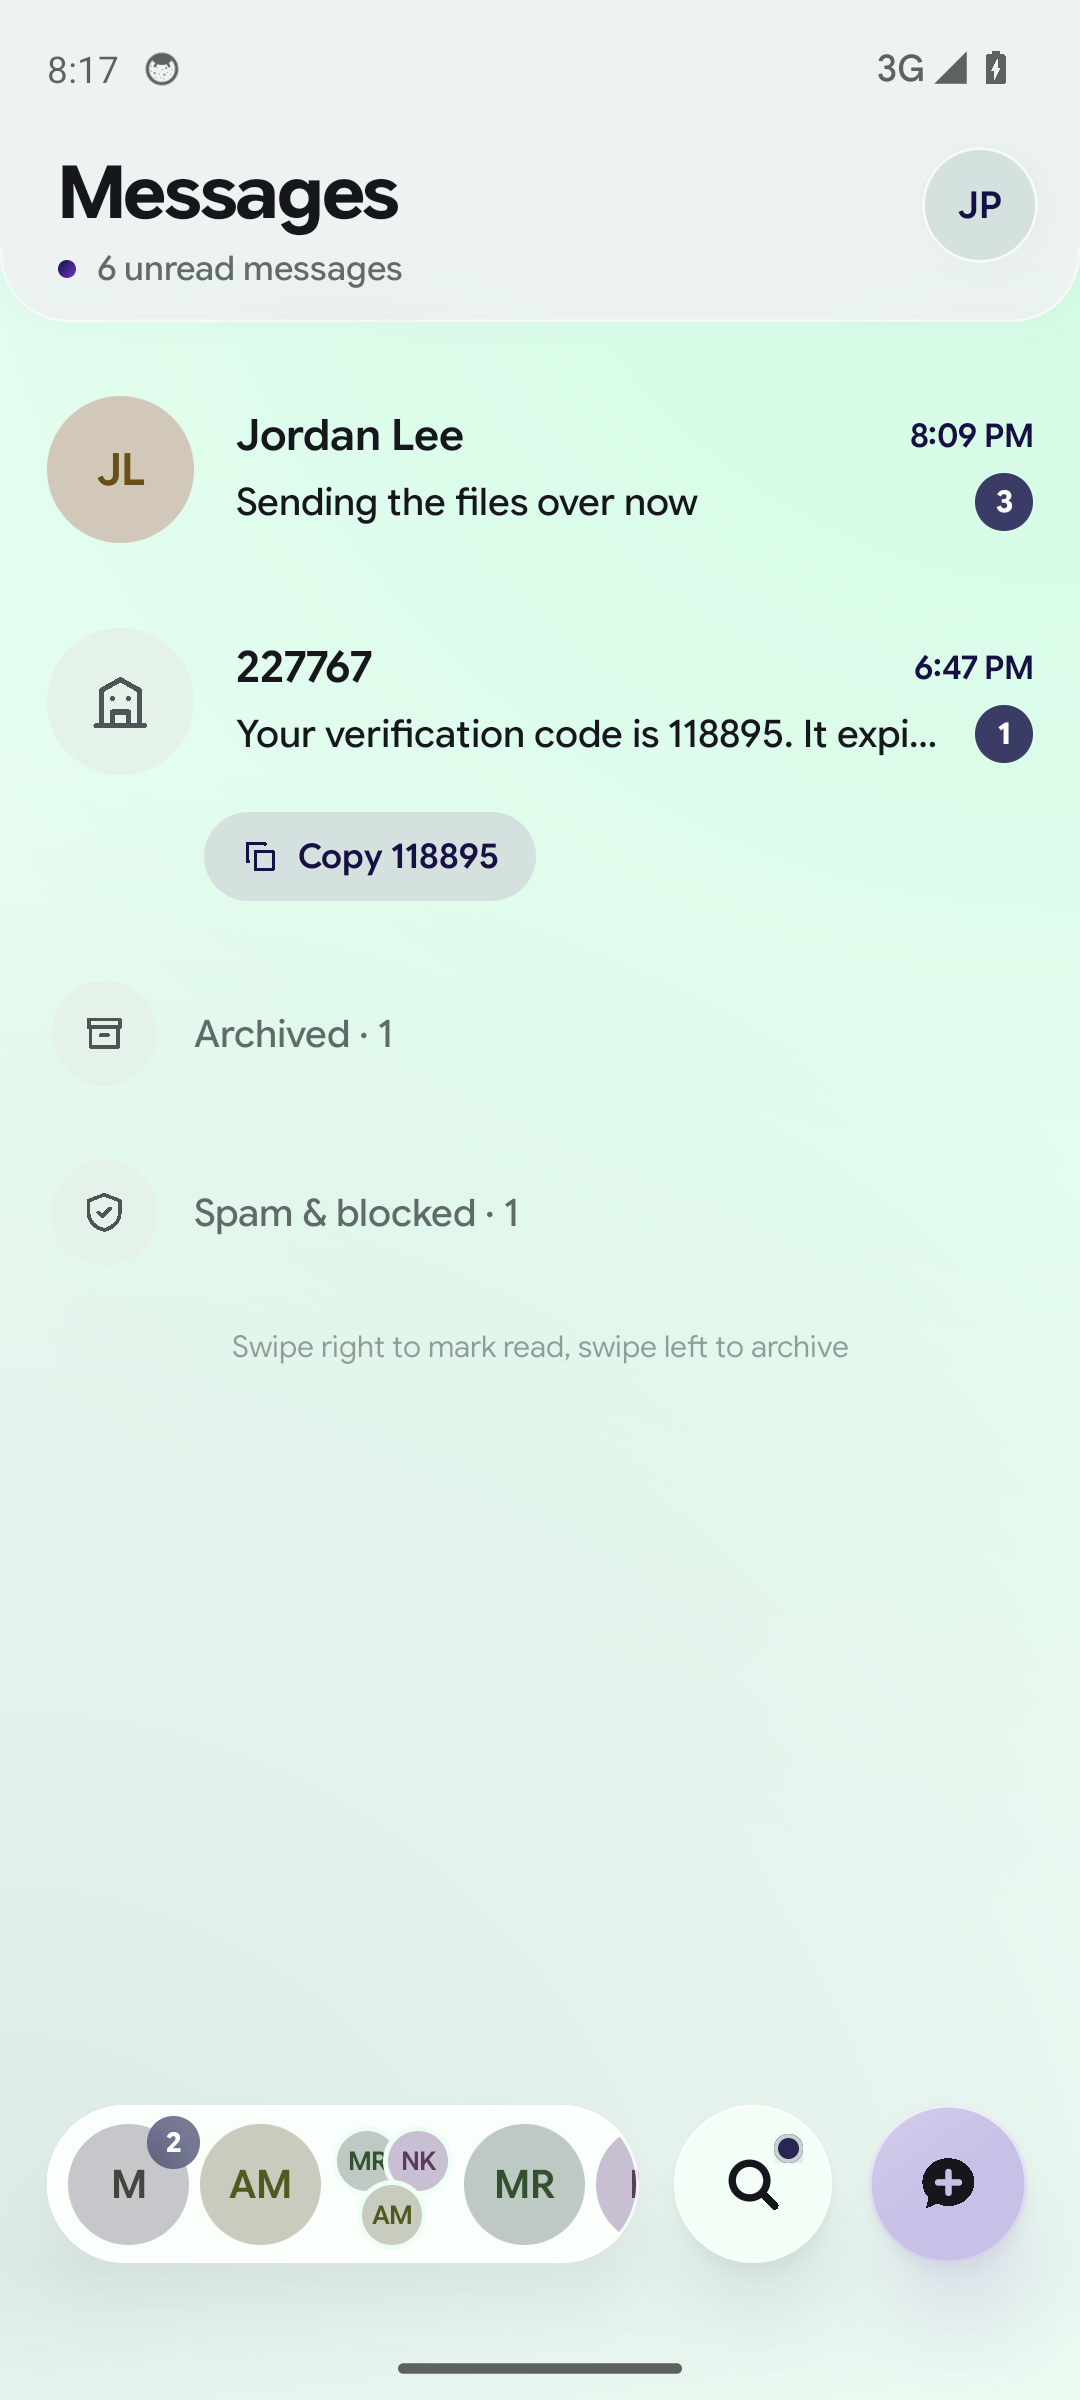 8:17
3G
Messages
JP
6 unread messages
JL
Jordan Lee
8:09 PM
Sending the files over now
3
227767
6:47 PM
Your verification code is 118895. It expi...
1
Copy 118895
Archived · 1
Spam & blocked · 1
Swipe right to mark read, swipe left to archive
M
2
AM
MR
NK
AM
MR